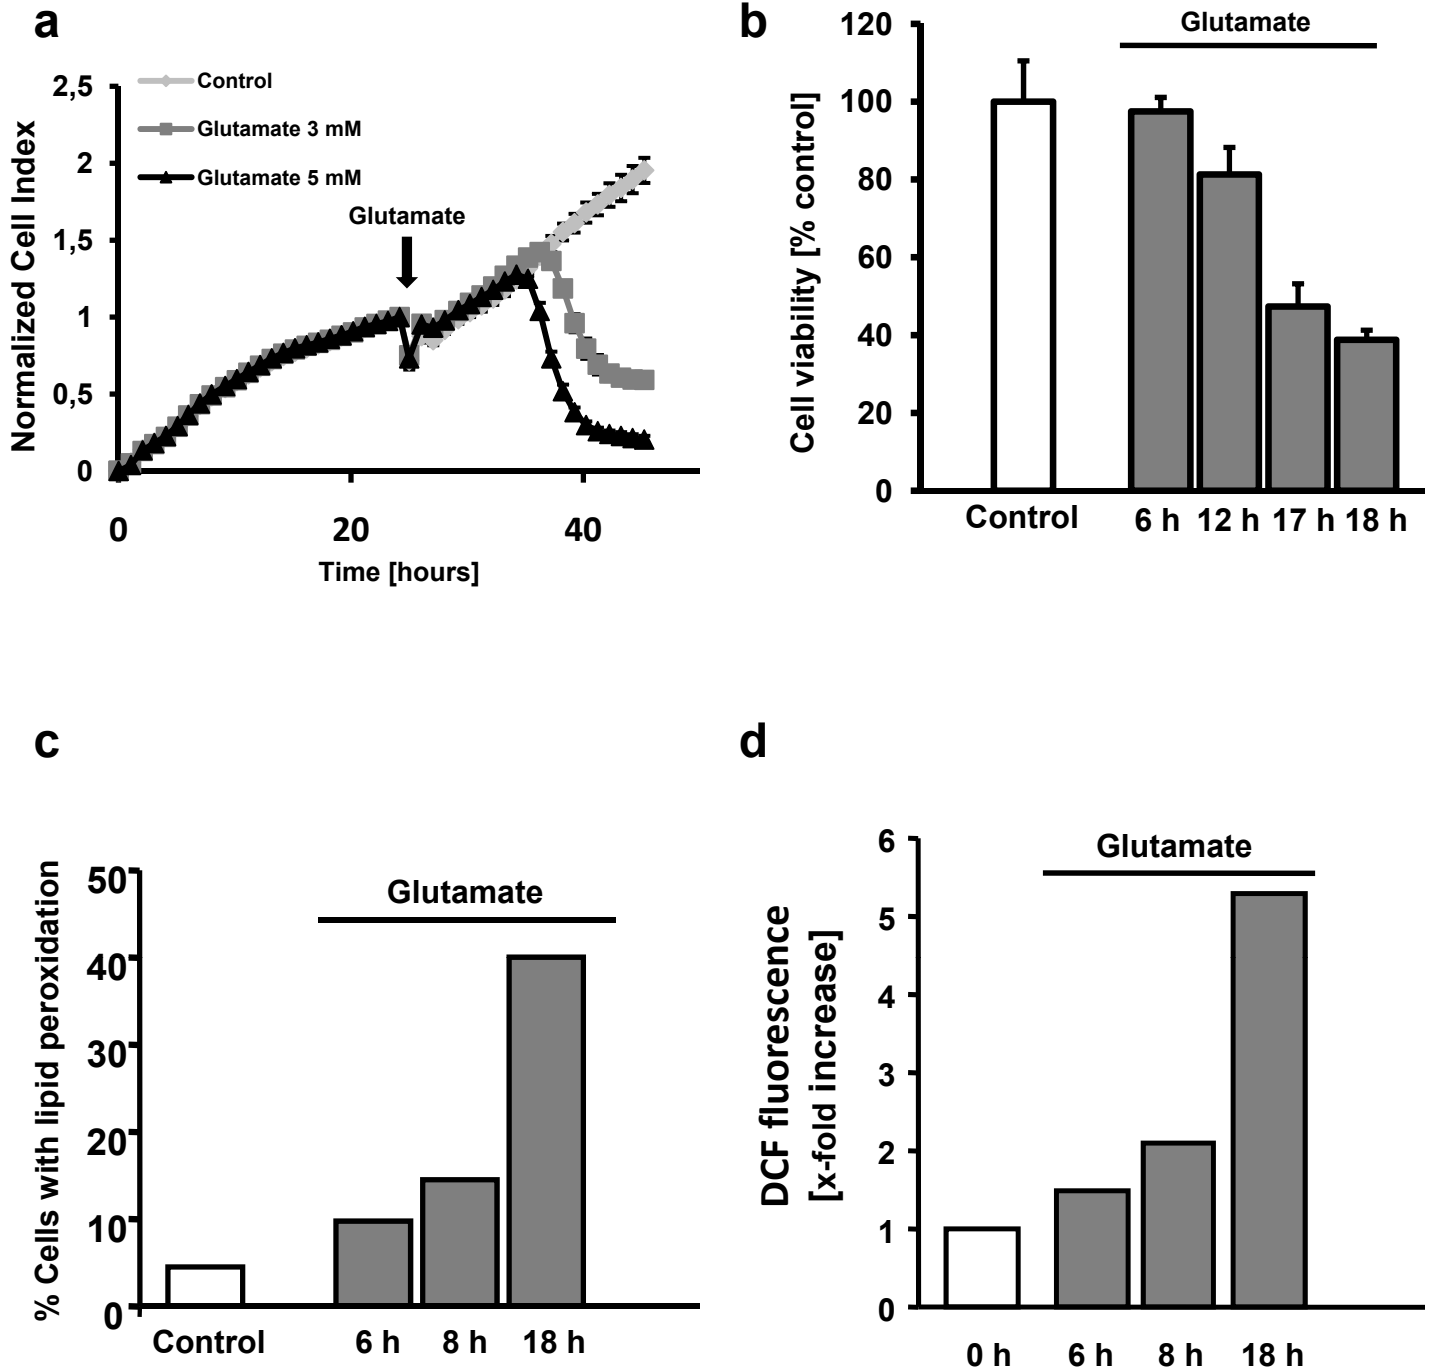 a
Control
Glutamate 3 mM
Glutamate 5 mM
Glutamate
Normalized Cell Index
2,5
2
1,5
1
0,5
0
0 20 40
Time [hours]
b
Glutamate
Cell viability [% control]
120
100
80
60
40
20
0
Control 6 h 12 h 17 h 18 h
c
Glutamate
% Cells with lipid peroxidation
50
40
30
20
10
0
Control 6 h 8 h 18 h
d
Glutamate
DCF fluorescence
[x-fold increase]
6
5
4
3
2
1
0
0 h 6 h 8 h 18 h